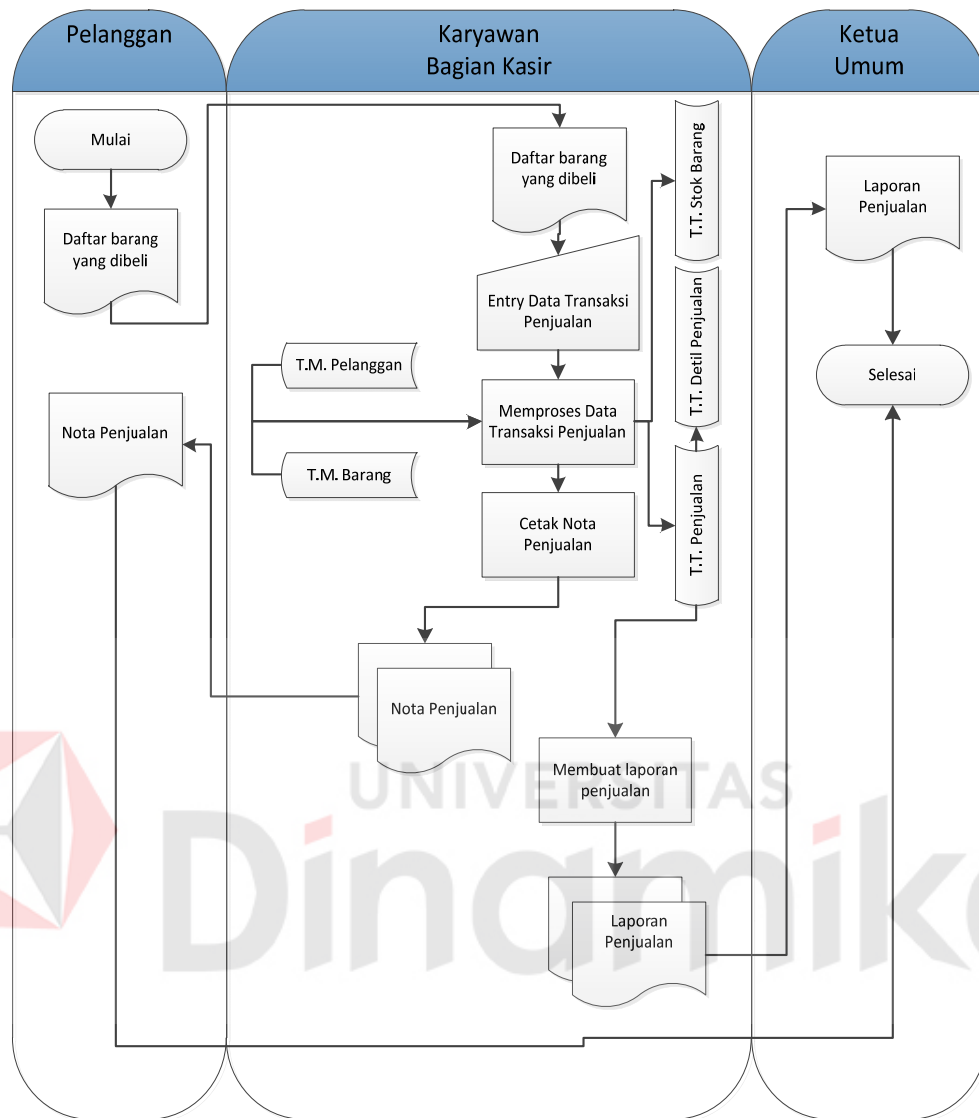 Pelanggan
Karyawan
Bagian Kasir
Ketua
Umum
Mulai
Daftar barang
yang dibeli
Nota Penjualan
Daftar barang
yang dibeli
Entry Data Transaksi
Penjualan
T.M. Pelanggan
Memproses Data
Transaksi Penjualan
T.M. Barang
Cetak Nota
Penjualan
Nota Penjualan
T.T. Stok Barang
T.T. Detil Penjualan
T.T. Penjualan
Membuat laporan
penjualan
Laporan
Penjualan
Laporan
Penjualan
Selesai
UNIVERSITAS
Dinamika